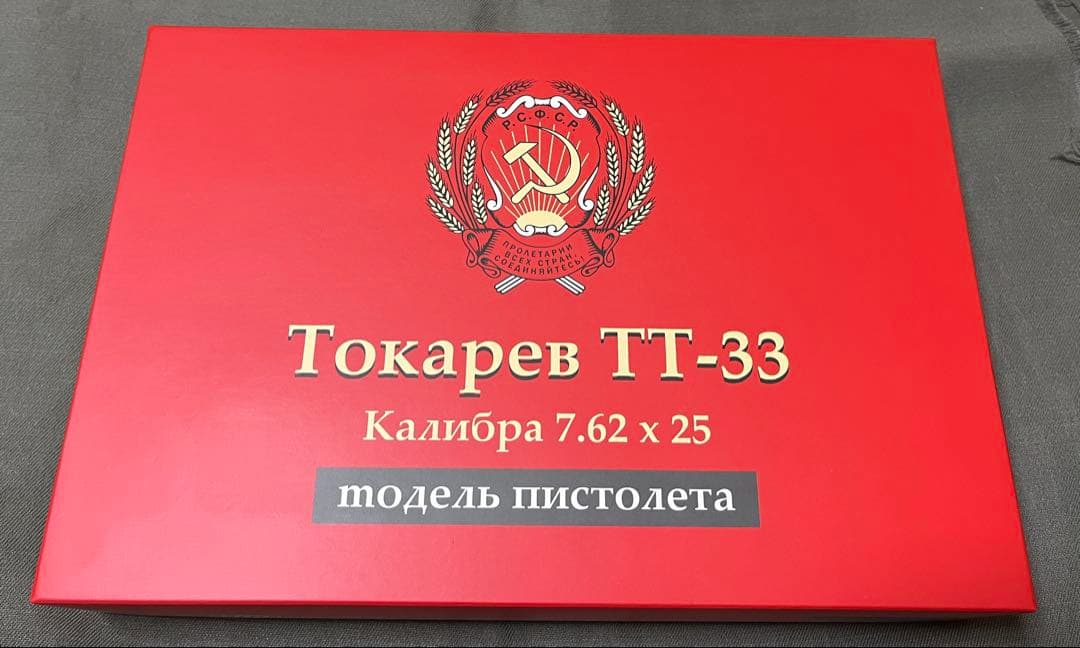 Р.С.Ф.С.Р.
ПРОЛЕТАРИИ
ВСЕХ СТРАН,
СОЕДИНЯЙТЕСЬ!
Токарев ТТ-33
Калибра 7.62 x 25
тодель пистолета